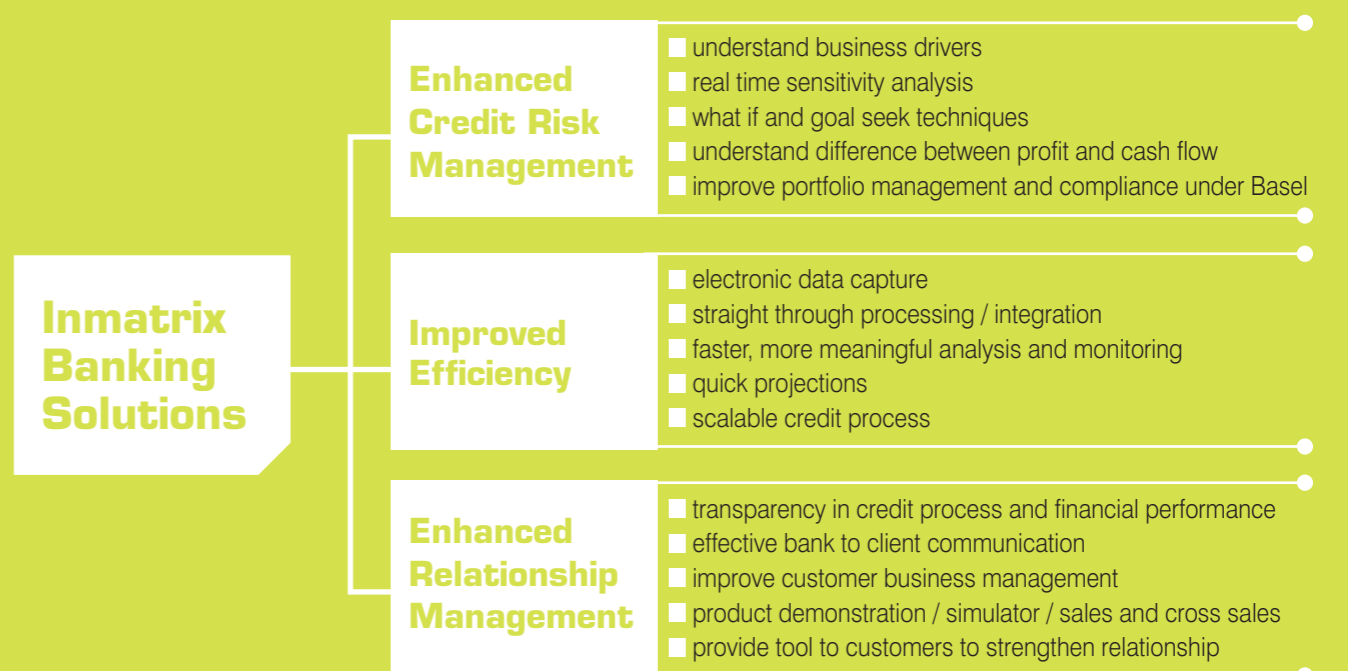 Inmatrix
Banking
Solutions
Enhanced
Credit Risk
Management
understand business drivers
real time sensitivity analysis
what if and goal seek techniques
understand difference between profit and cash flow
improve portfolio management and compliance under Basel
Improved
Efficiency
electronic data capture
straight through processing / integration
faster, more meaningful analysis and monitoring
quick projections
scalable credit process
Enhanced
Relationship
Management
transparency in credit process and financial performance
effective bank to client communication
improve customer business management
product demonstration / simulator / sales and cross sales
provide tool to customers to strengthen relationship